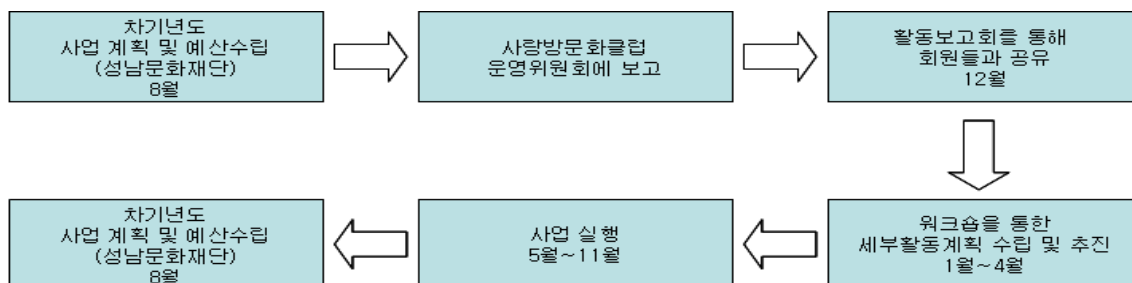 차기년도
사업 계획 및 예산수립
(성남문화재단)
8월
사랑방문화클럽
운영위원회에 보고
활동보고회를 통해
회원들과 공유
12월
워크숍을 통한
세부활동계획 수립 및 추진
1월~4월
사업 실행
5월~11월
차기년도
사업 계획 및 예산수립
(성남문화재단)
8월